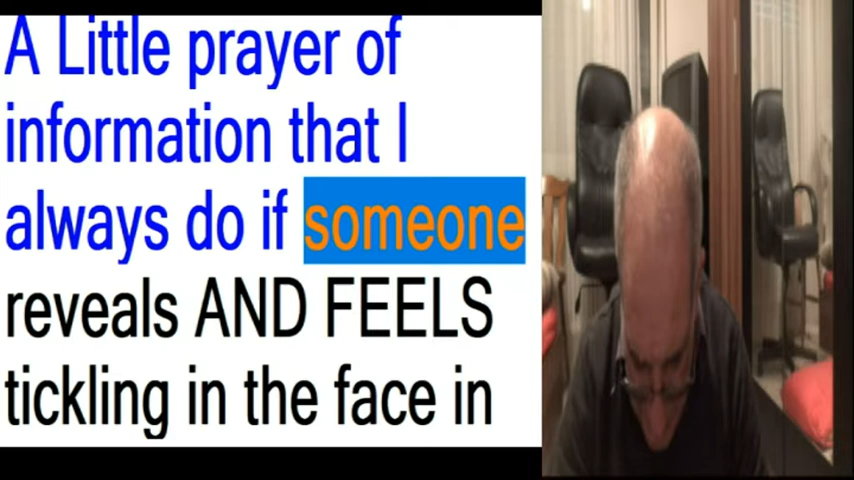 A Little prayer of
information that I
always do if someone
reveals AND FEELS
tickling in the face in